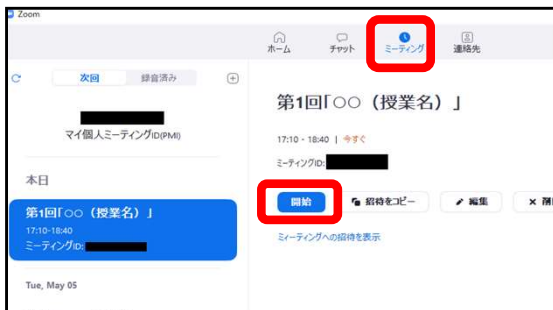 Zoom
ホーム
チャット
ミーティング
連絡先
次回
録音済み
マイ個人ミーティングID(PMI)
本日
第1回「○○（授業名）」
17:10-18:40
ミーティングID:
Tue, May 05
第1回「○○（授業名）」
17:10 - 18:40 | 今すぐ
ミーティングID:
開始
招待をコピー
編集
ミィーティングへの招待を表示